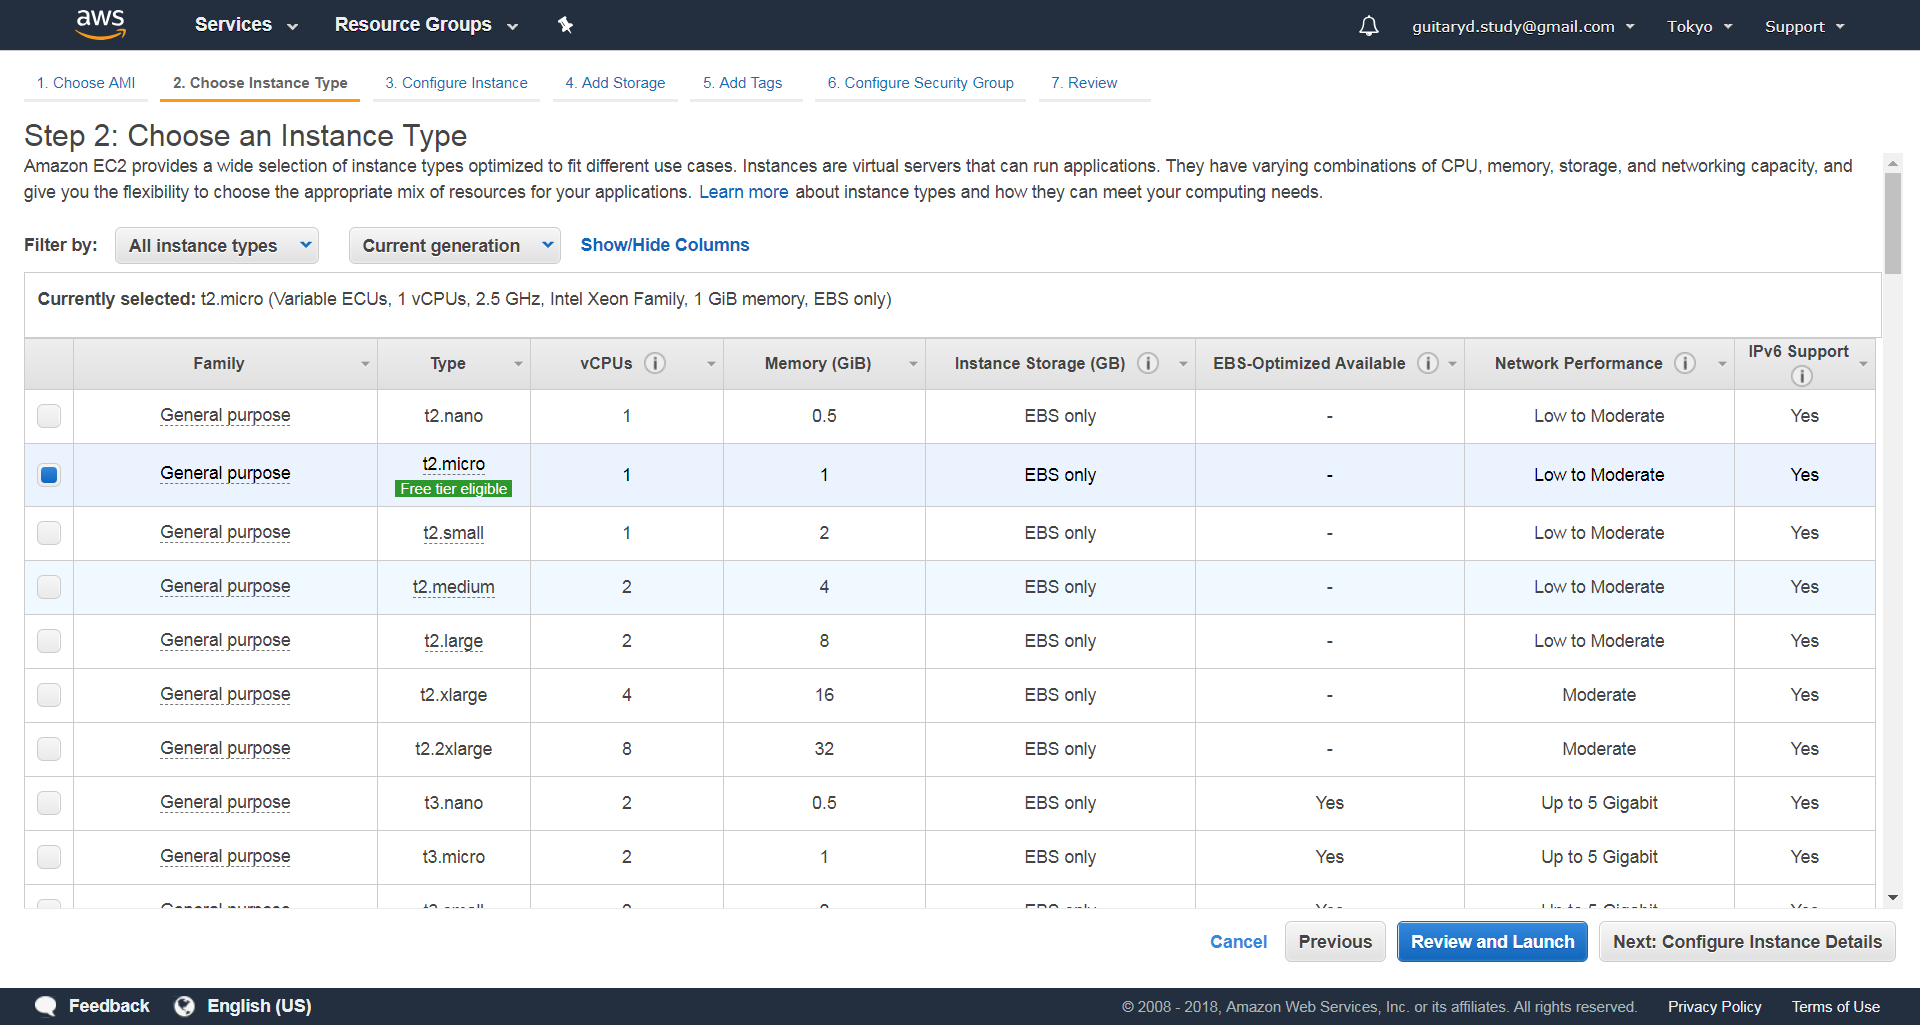 aws Services Resource Groups guitaryd.study@gmail.com Tokyo Support
1. Choose AMI 2. Choose Instance Type 3. Configure Instance 4. Add Storage 5. Add Tags 6. Configure Security Group 7. Review
Step 2: Choose an Instance Type
Amazon EC2 provides a wide selection of instance types optimized to fit different use cases. Instances are virtual servers that can run applications. They have varying combinations of CPU, memory, storage, and networking capacity, and
give you the flexibility to choose the appropriate mix of resources for your applications. Learn more about instance types and how they can meet your computing needs.
Filter by: All instance types Current generation Show/Hide Columns
Currently selected: t2.micro (Variable ECUs, 1 vCPUs, 2.5 GHz, Intel Xeon Family, 1 GiB memory, EBS only)
Family Type vCPUs Memory (GiB) Instance Storage (GB) EBS-Optimized Available Network Performance IPv6 Support
General purpose t2.nano 1 0.5 EBS only - Low to Moderate Yes
General purpose t2.micro 1 1 EBS only - Low to Moderate Yes
Free tier eligible
General purpose t2.small 1 2 EBS only - Low to Moderate Yes
General purpose t2.medium 2 4 EBS only - Low to Moderate Yes
General purpose t2.large 2 8 EBS only - Low to Moderate Yes
General purpose t2.xlarge 4 16 EBS only - Moderate Yes
General purpose t2.2xlarge 8 32 EBS only - Moderate Yes
General purpose t3.nano 2 0.5 EBS only Yes Up to 5 Gigabit Yes
General purpose t3.micro 2 1 EBS only Yes Up to 5 Gigabit Yes
Cancel Previous Review and Launch Next: Configure Instance Details
Feedback English (US) © 2008 - 2018, Amazon Web Services, Inc. or its affiliates. All rights reserved. Privacy Policy Terms of Use